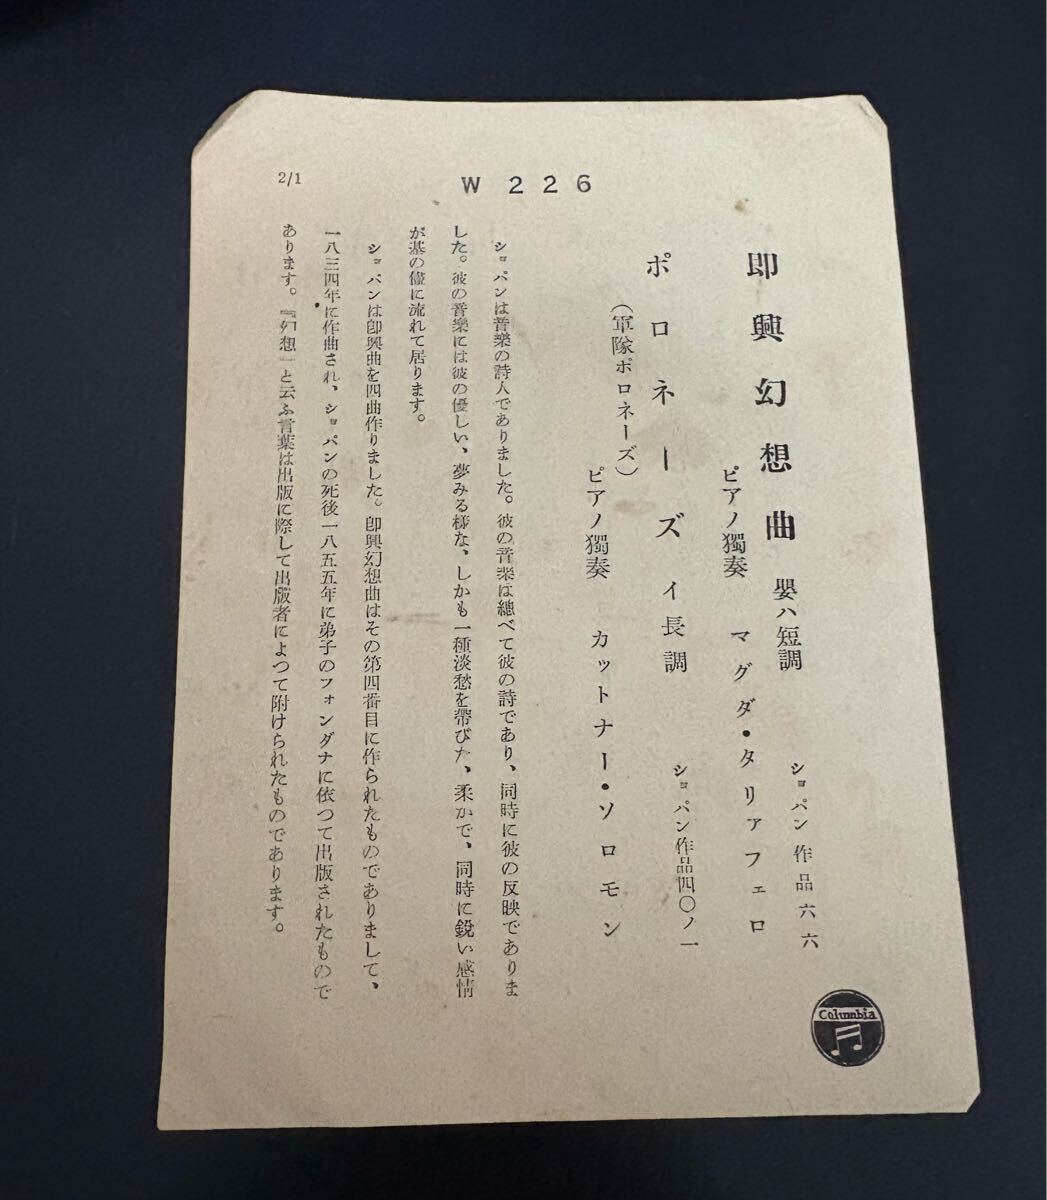 W 226
2/1
即興幻想曲 嬰ハ短調
ショパン作品六六
ピアノ獨奏 マグダ・タリアフェロ
ポロネーズ イ長調
ショパン作品四〇ノ一
(軍隊ポロネーズ)
ピアノ獨奏 カットナー・ソロモン
ショパンは音樂の詩人でありました。彼の音樂は總べて彼の詩であり、同時に彼の反映でありま
した。彼の音樂には彼の優しい、夢みる様な、しかも一種淡愁を帶びた、柔かで、同時に鋭い感情
が基の儘に流れて居ります。
ショパンは卽興曲を四曲作りました。卽興幻想曲はその第四番目に作られたものでありまして、
一八三四年に作曲され、ショパンの死後一八五五年に弟子のフォンダナに依つて出版されたもので
あります。『幻想』と云ふ言葉は出版に際して出版者によつて附けられたものであります。
Columbia